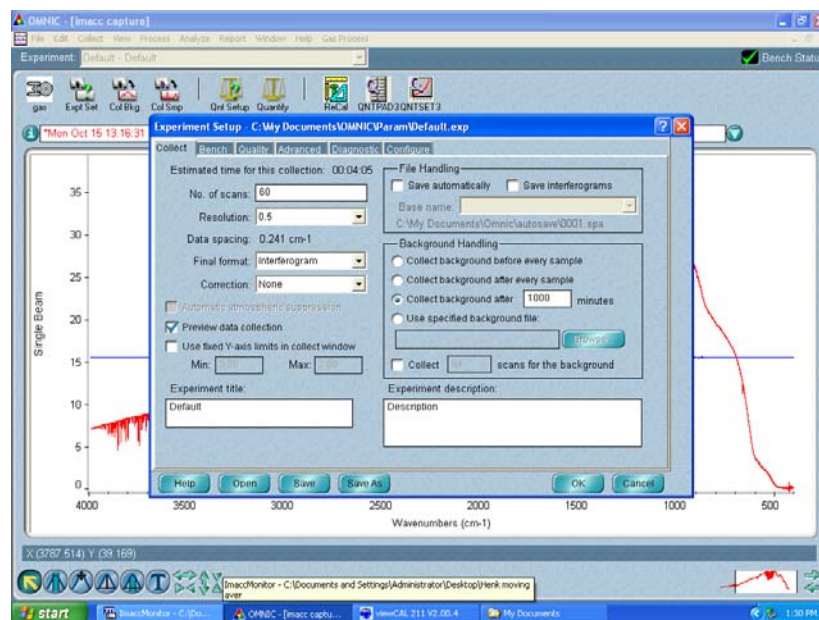 OMNIC - [imacc capture]
File Edit Collect View Process Analyze Report Window Help Gas Process
Experiment: Default - Default
Bench Statu
gas Expt Set Col Bkg Col Smp Qnt Setup Quantify ReCal QNTPAD3 QNTSET3
*Mon Oct 15 13:16:31
Experiment Setup - C:\My Documents\OMNIC\Param\Default.exp
Collect Bench Quality Advanced Diagnostic Configure
Estimated time for this collection: 00:04:05
No. of scans: 60
Resolution: 0.5
Data spacing: 0.241 cm-1
Final format: Interferogram
Correction: None
Automatic atmospheric suppression
Preview data collection
Use fixed Y-axis limits in collect window
Min: Max:
Experiment title:
Default
File Handling
Save automatically Save interferograms
Base name:
C:\My Documents\Omnic\autosave\0001.spa
Background Handling
Collect background before every sample
Collect background after every sample
Collect background after 1000 minutes
Use specified background file:
Browse...
Collect scans for the background
Experiment description:
Description
Help Open Save Save As OK Cancel
Single Beam
35
30
25
20
15
10
5
0
4000 3500 3000 2500 2000 1500 1000 500
Wavenumbers (cm-1)
X:(3787.514) Y:(39.169)
ImaccMonitor - C:\Documents and Settings\Administrator\Desktop\Henk moving
aver
start ImaccMonitor - C:\Do... OMNIC - [imacc captu... viewCAL 211 V2.00.4 My Documents 1:30 PM